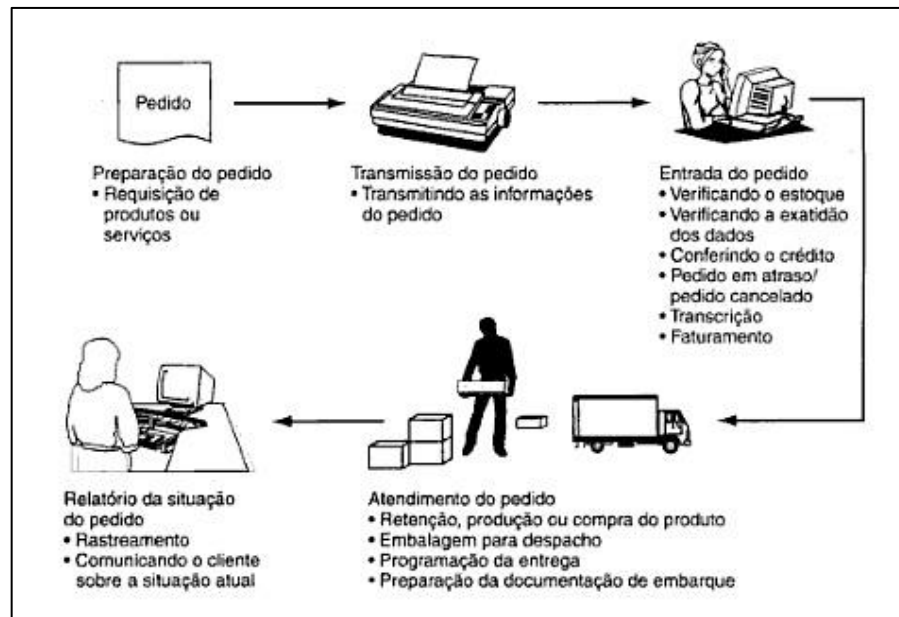 Pedido
Preparação do pedido
• Requisição de
produtos ou
serviços
Transmissão do pedido
• Transmitindo as informações
do pedido
Entrada do pedido
• Verificando o estoque
• Verificando a exatidão
dos dados
• Conferindo o crédito
• Pedido em atraso/
pedido cancelado
• Transcrição
• Faturamento
Atendimento do pedido
• Retenção, produção ou compra do produto
• Embalagem para despacho
• Programação da entrega
• Preparação da documentação de embarque
Relatório da situação
do pedido
• Rastreamento
• Comunicando o cliente
sobre a situação atual